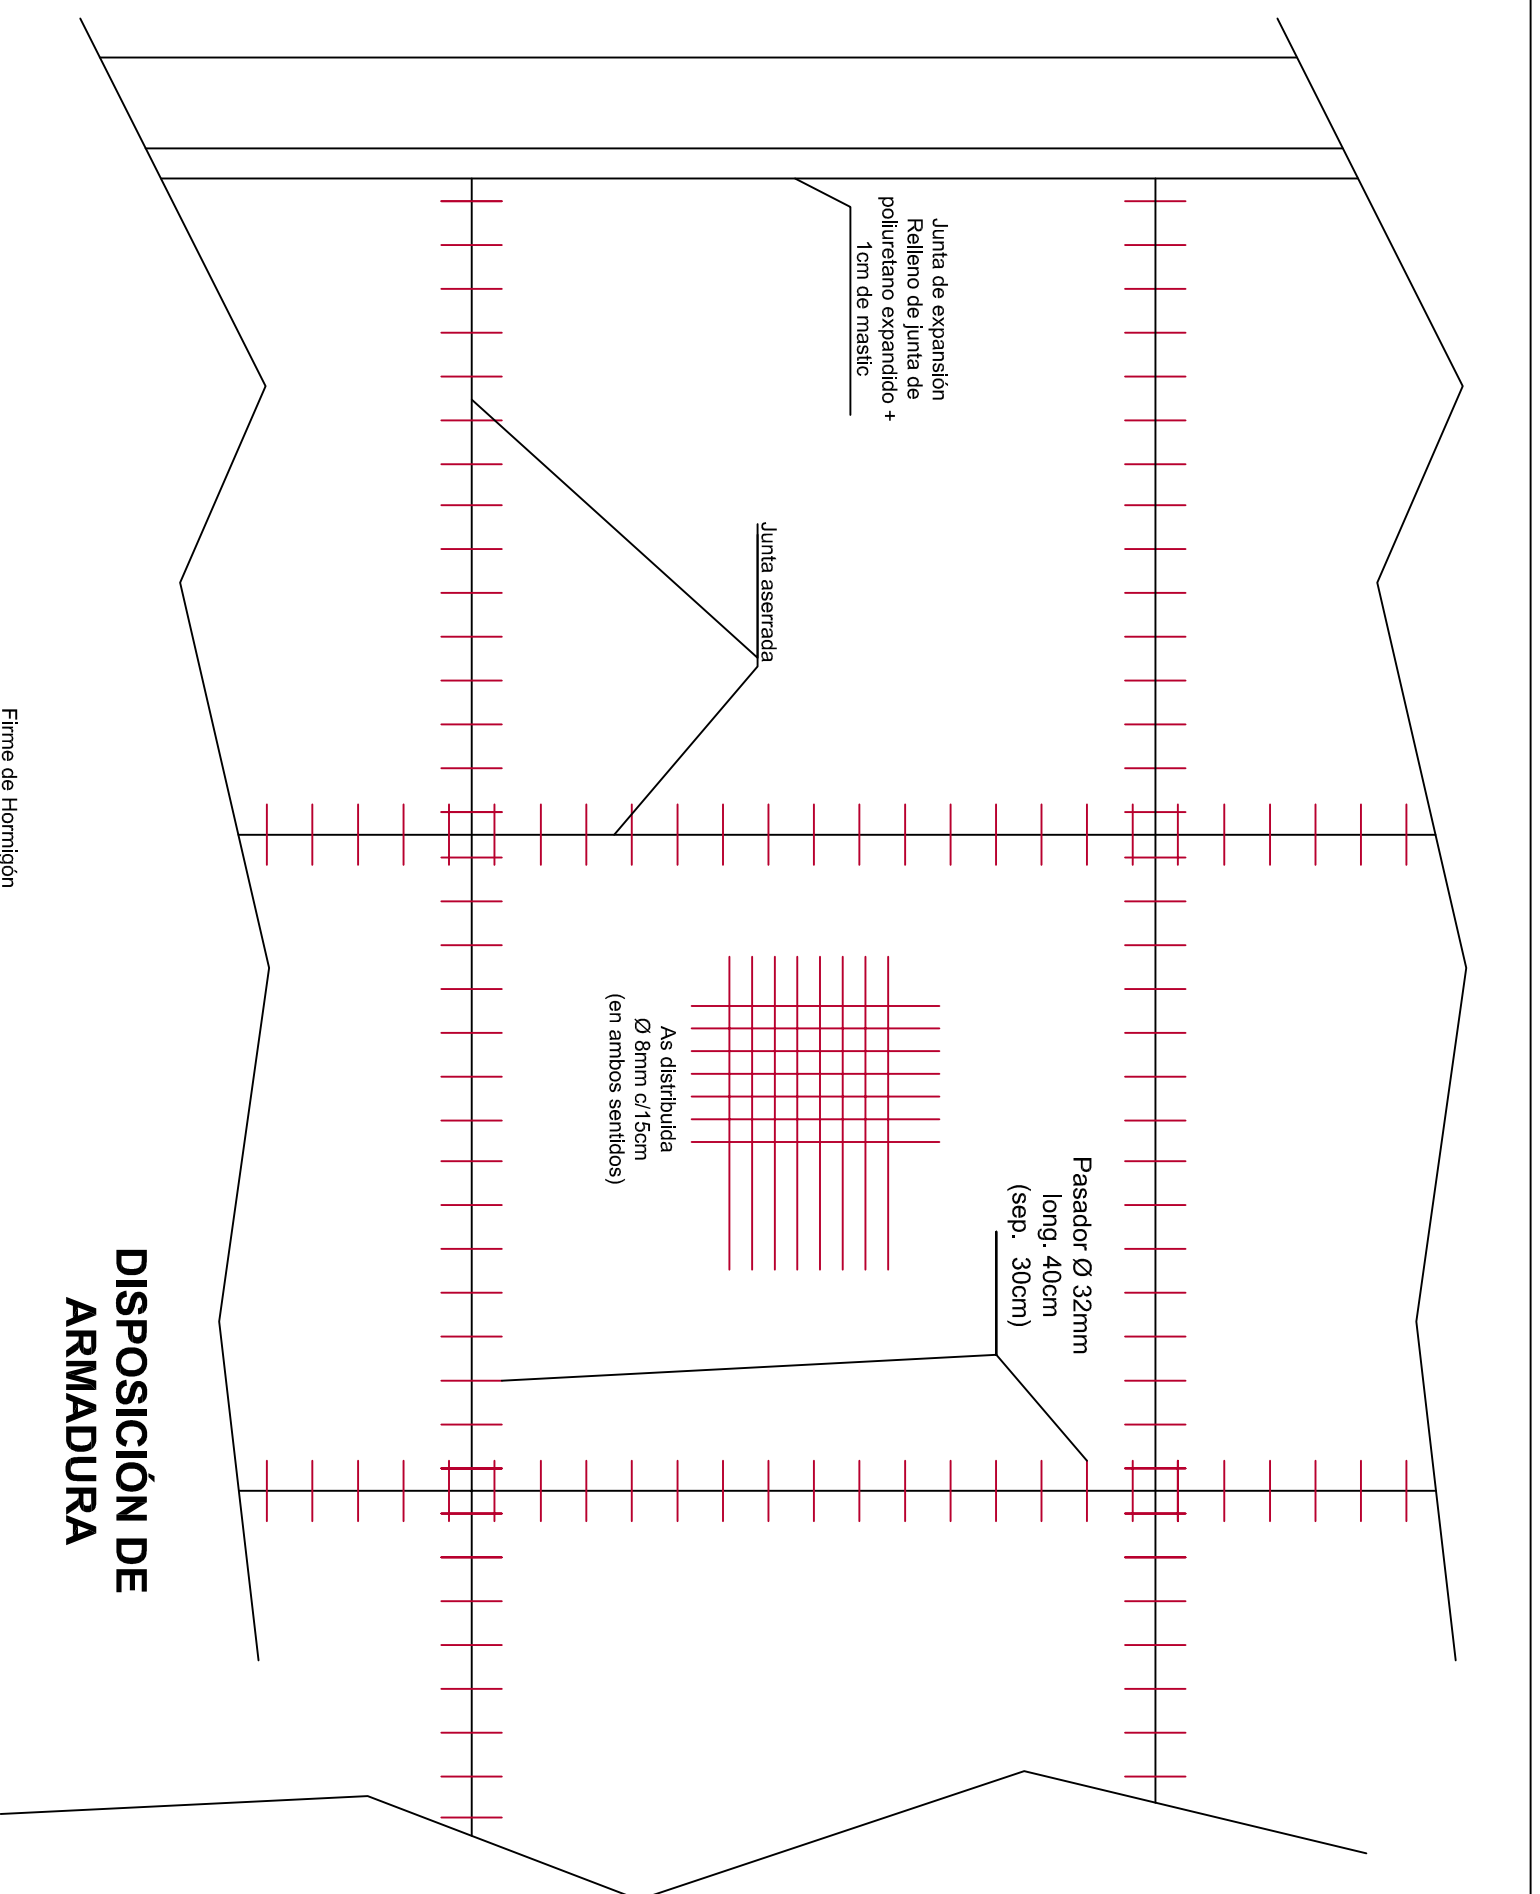 Junta de expansión
Relleno de junta de
poliuretano expandido +
1cm de mastic
Junta aserrada
Pasador Ø 32mm
long. 40cm
(sep. 30cm)
As distribuida
Ø 8mm c/15cm
(en ambos sentidos)
DISPOSICIÓN DE
ARMADURA
Firme de Hormigón